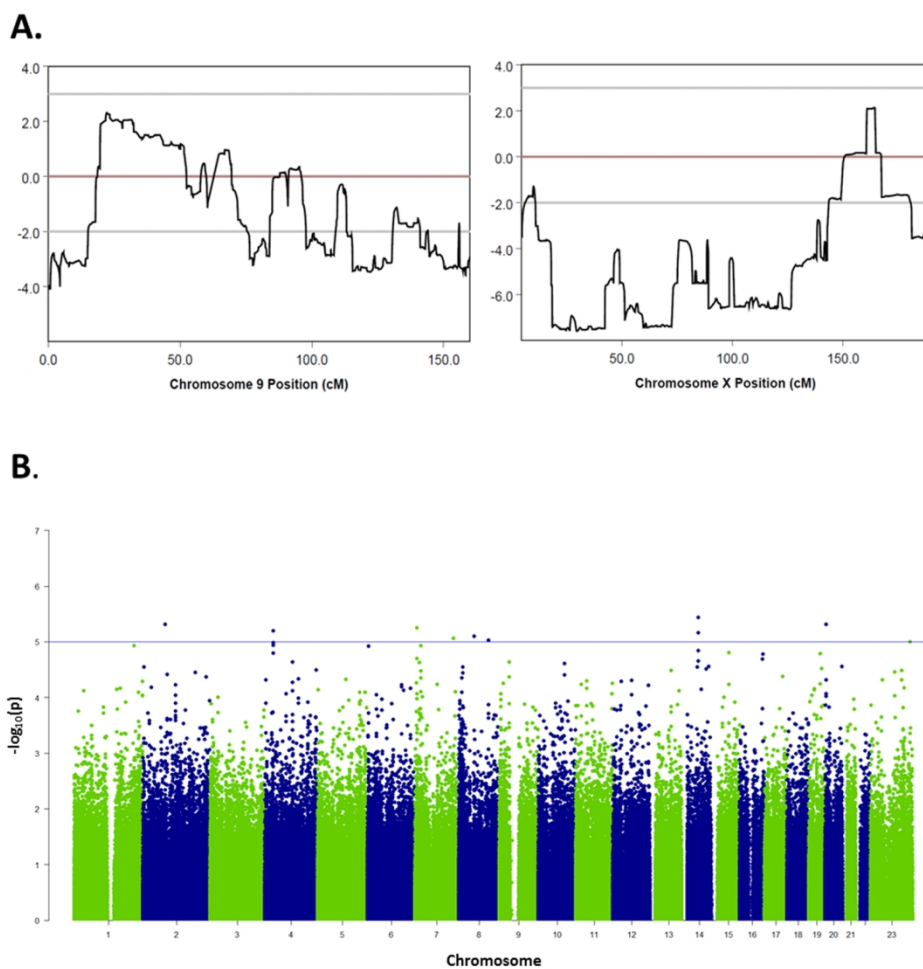 A.
4.0
2.0
0.0
-2.0
-4.0
0.0 50.0 100.0 150.0
Chromosome 9 Position (cM)
4.0
2.0
0.0
-2.0
-4.0
-6.0
50.0 100.0 150.0
Chromosome X Position (cM)
B.
7
6
5
4
3
2
1
0
-log10(p)
1 2 3 4 5 6 7 8 9 10 11 12 13 14 15 16 17 18 19 20 21 23
Chromosome